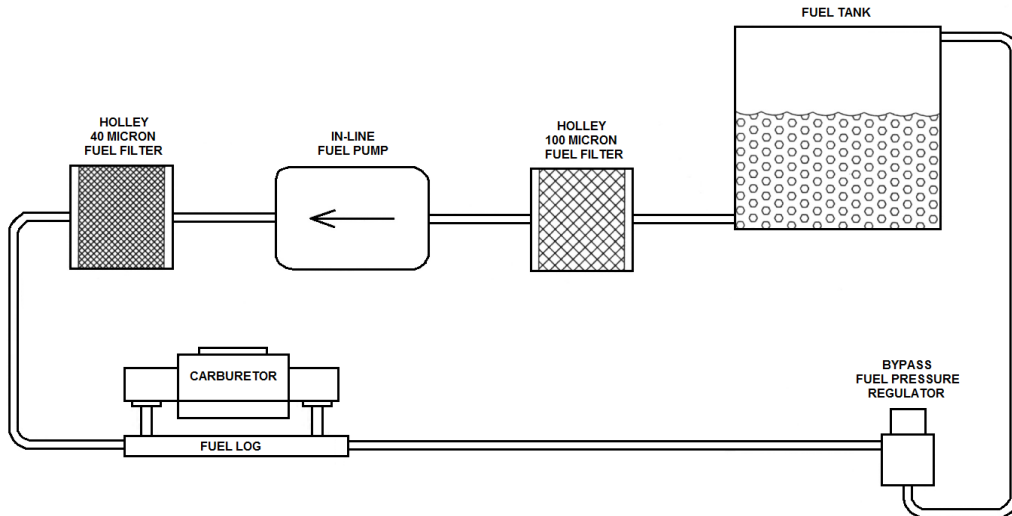 FUEL TANK
HOLLEY
40 MICRON
FUEL FILTER
IN-LINE
FUEL PUMP
HOLLEY
100 MICRON
FUEL FILTER
CARBURETOR
FUEL LOG
BYPASS
FUEL PRESSURE
REGULATOR